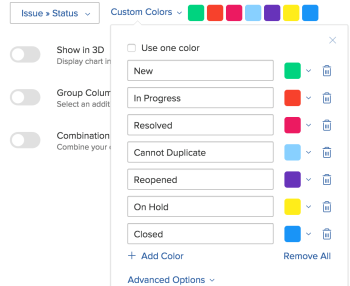 Issue » Status
Custom Colors
Show in 3D
Display chart in
Group Colum
Select an addit
Combination
Combine your
Use one color
New
In Progress
Resolved
Cannot Duplicate
Reopened
On Hold
Closed
+ Add Color
Remove All
Advanced Options